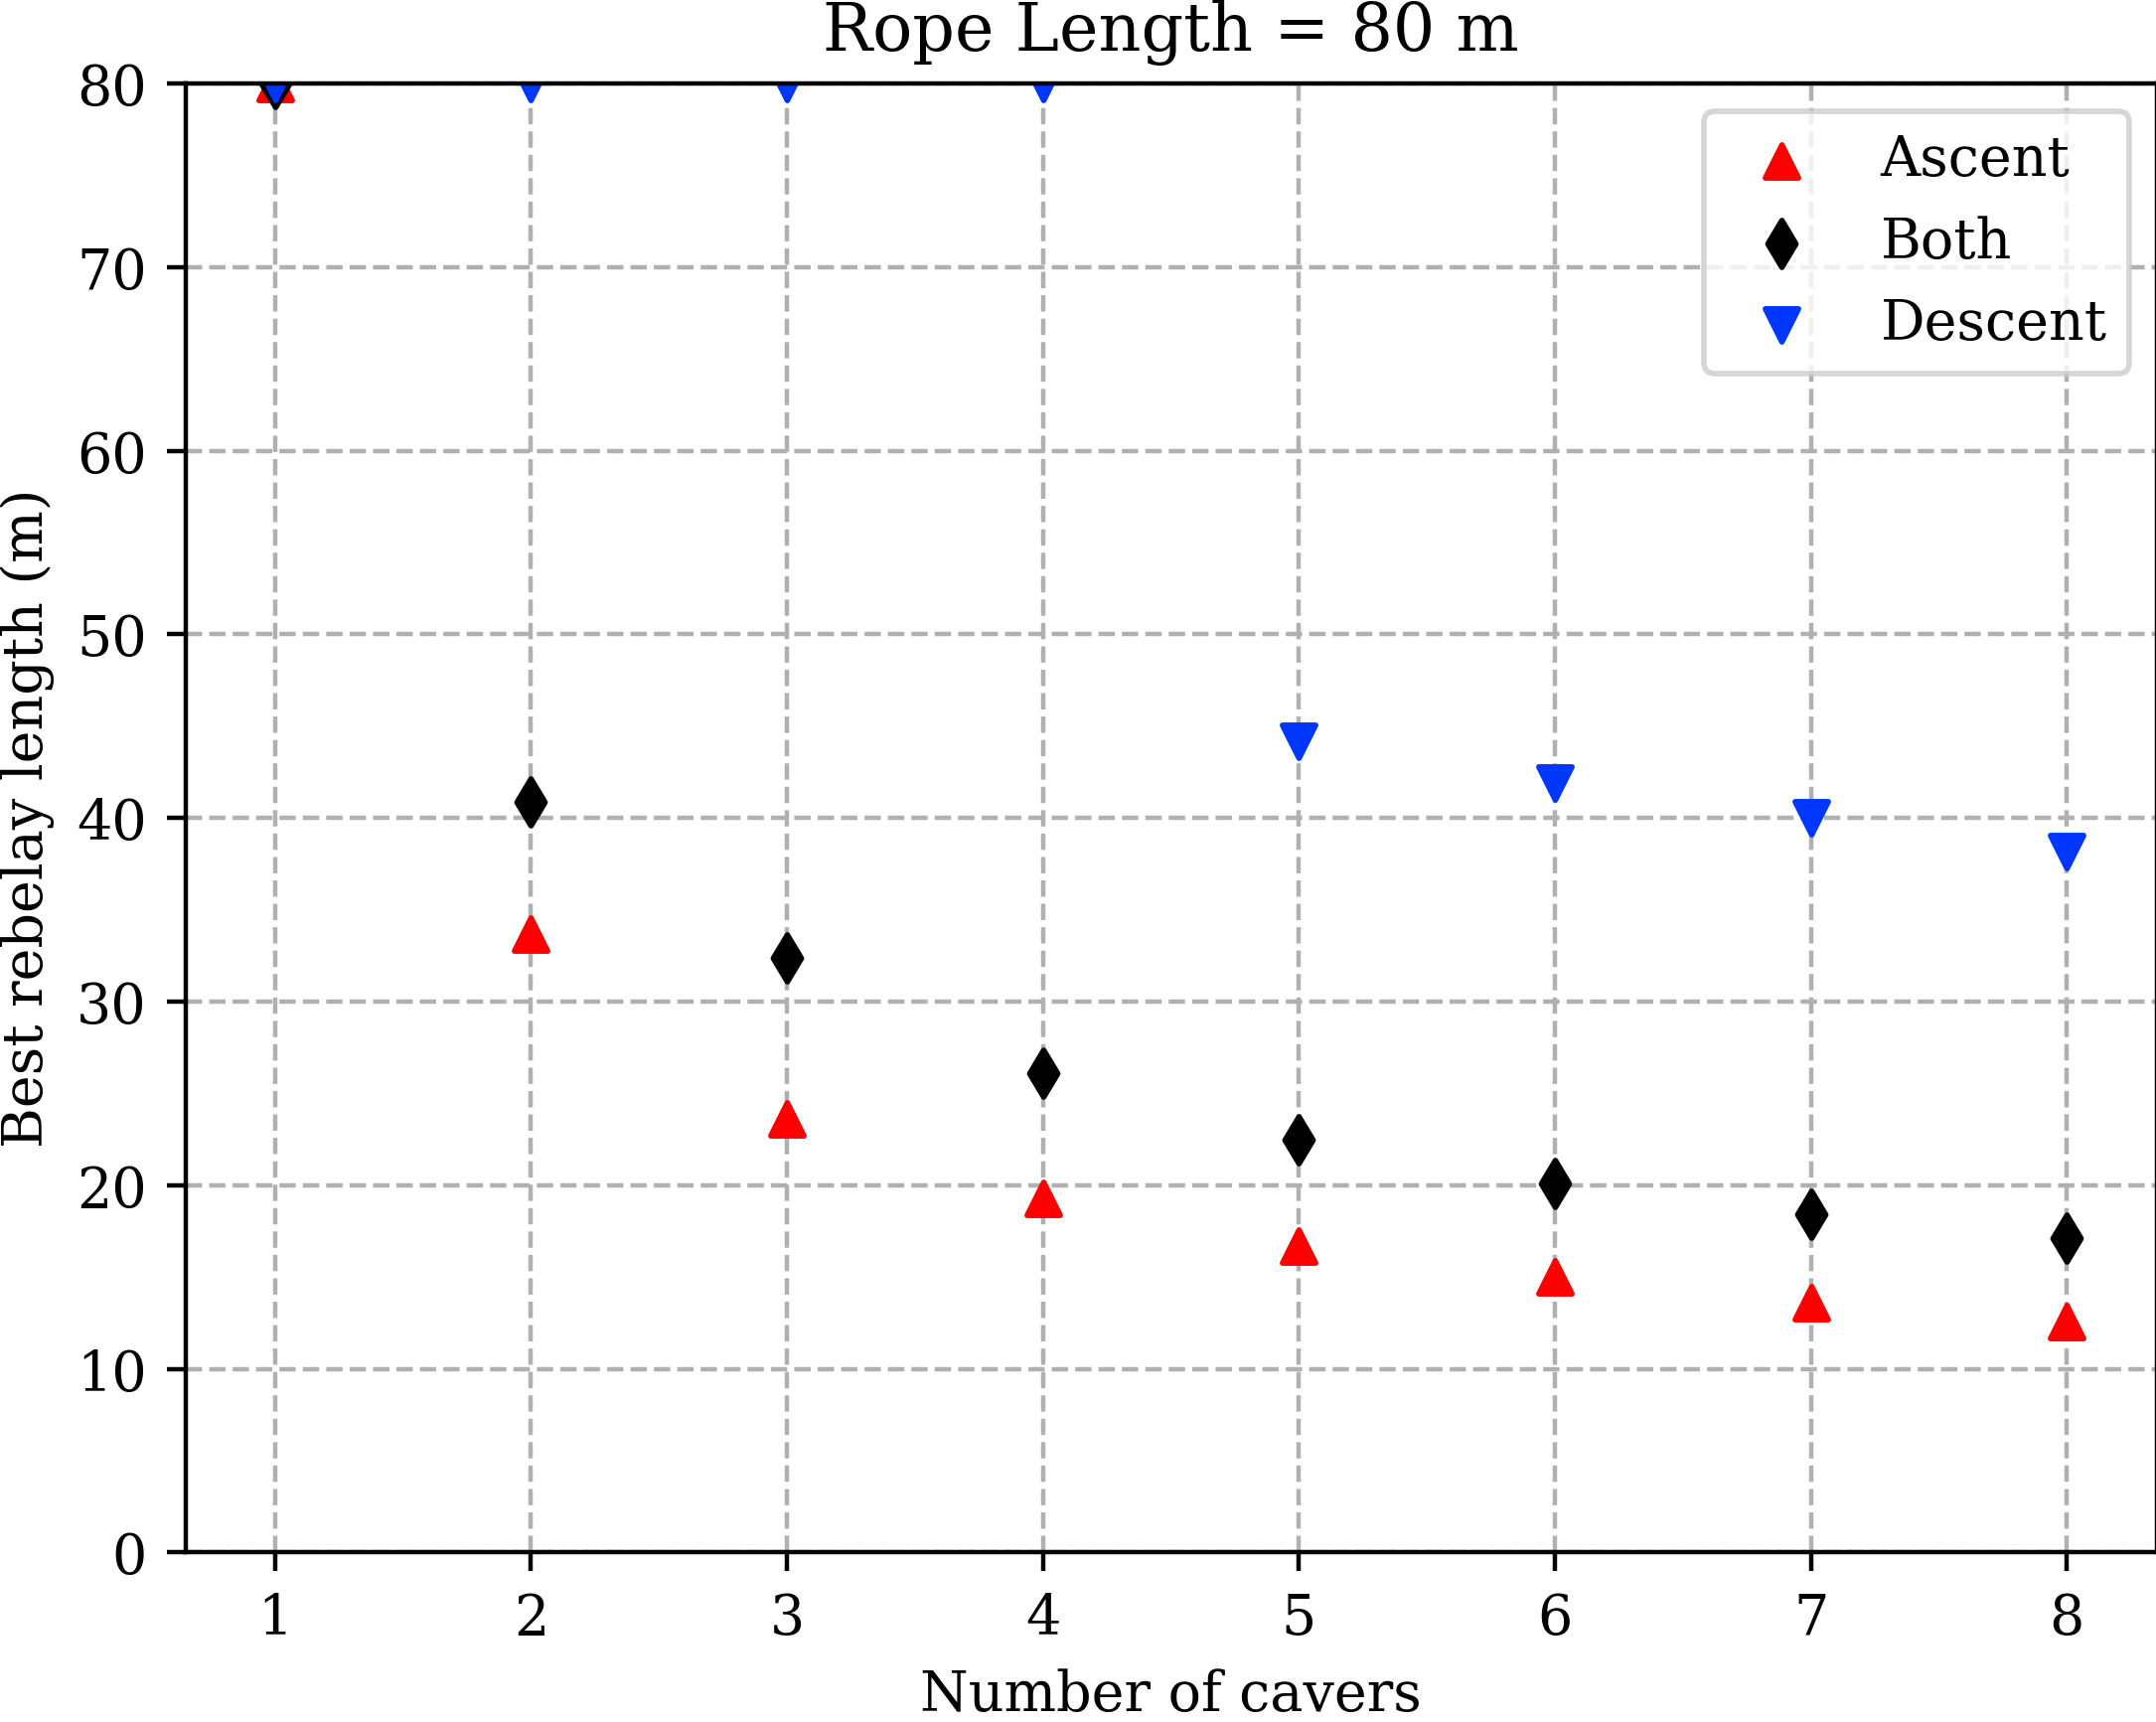 Rope Length = 80 m
80
70
60
50
40
30
20
10
0
Best rebelay length (m)
Ascent
Both
Descent
1 2 3 4 5 6 7 8
Number of cavers